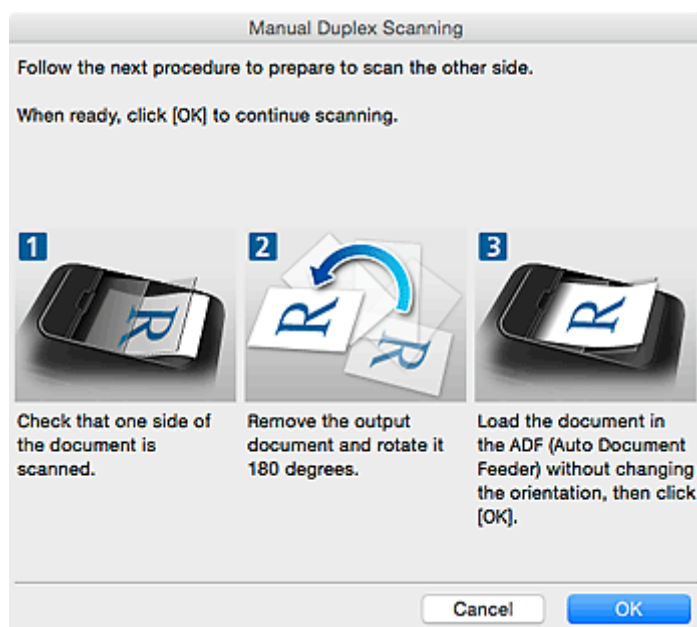 Manual Duplex Scanning
Follow the next procedure to prepare to scan the other side.
When ready, click [OK] to continue scanning.
1
R
Check that one side of
the document is
scanned.
2
R
R
Remove the output
document and rotate it
180 degrees.
3
R
Load the document in
the ADF (Auto Document
Feeder) without changing
the orientation, then click
[OK].
Cancel
OK